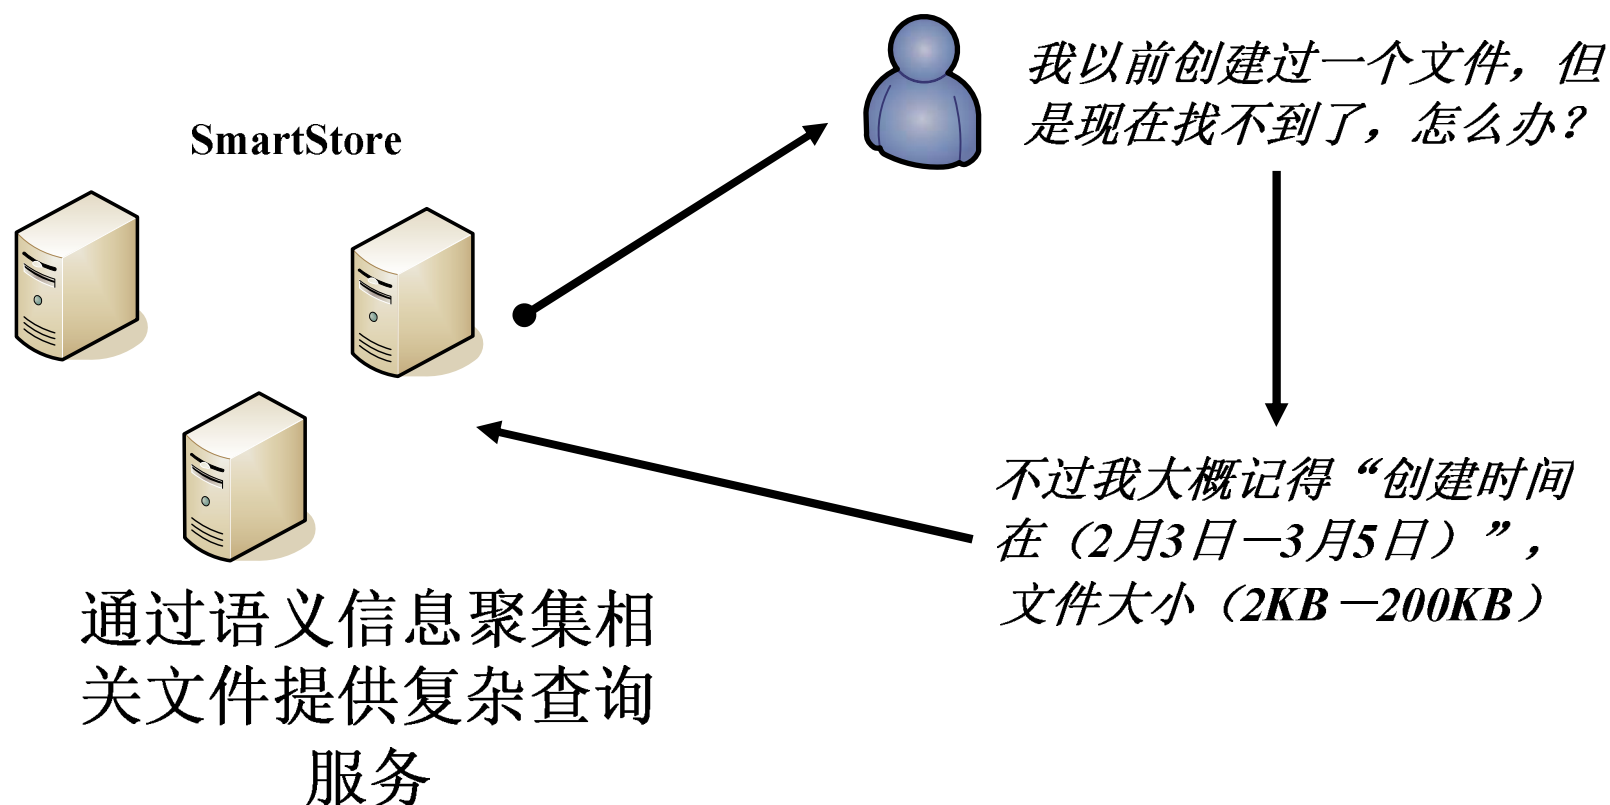 我以前创建过一个文件，但
是现在找不到了，怎么办？
SmartStore
不过我大概记得“创建时间
在（2月3日－3月5日）”，
文件大小（2KB－200KB）
通过语义信息聚集相
关文件提供复杂查询
服务